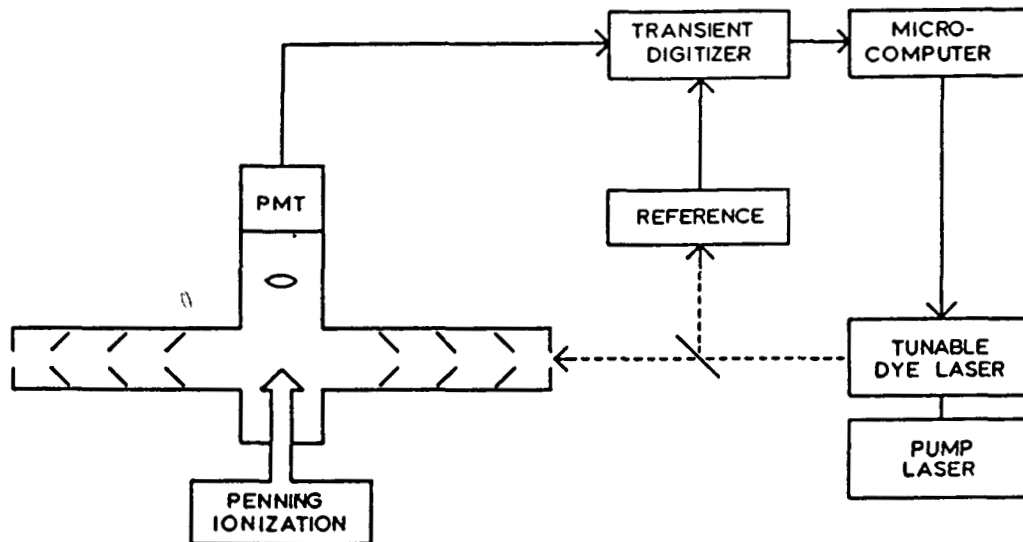 TRANSIENT
DIGITIZER
MICRO-
COMPUTER
PMT
REFERENCE
TUNABLE
DYE LASER
PUMP
LASER
PENNING
IONIZATION